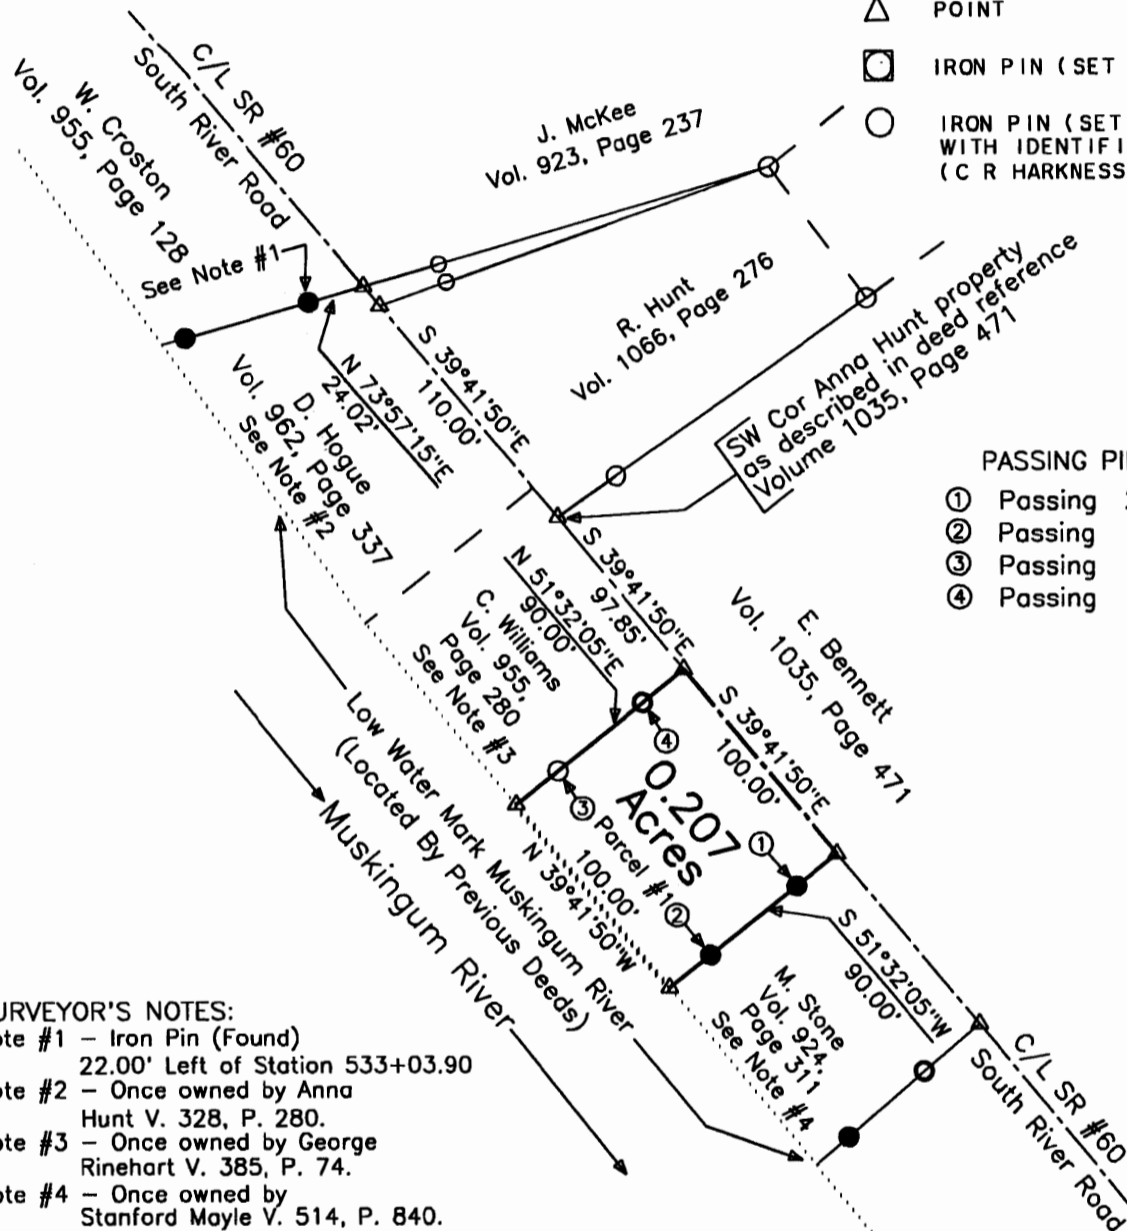 POINT
IRON PIN (SET
IRON PIN (SET
WITH IDENTIFI
(C R HARKNESS
C/L SR #60
South River Road
W. Croston
Vol. 955, Page 128
See Note #1
J. McKee
Vol. 923, Page 237
R. Hunt
Vol. 1066, Page 276
S 39°41'50"E
110.00'
N 73°57'15"E
24.02'
D. Hogue
Vol. 962, Page 337
See Note #2
SW Cor Anna Hunt property
as described in deed reference
Volume 1035, Page 471
PASSING PI
① Passing
② Passing
③ Passing
④ Passing
S 39°41'50"E
97.85'
N 51°32'05"E
90.00'
C. Williams
Vol. 955,
Page 280
See Note #3
E. Bennett
Vol. 1035, Page 471
S 39°41'50"E
100.00'
④
0.207
Acres
①
③
Parcel #1
②
100.00'
N 39°41'50"W
Low Water Mark Muskingum River
(Located By Previous Deeds)
Muskingum River
S 51°32'05"W
90.00'
M. Stone
Vol. 924,
Page 311
See Note #4
C/L SR #60
South River Road
URVEYOR'S NOTES:
ote #1 – Iron Pin (Found)
22.00' Left of Station 533+03.90
ote #2 – Once owned by Anna
Hunt V. 328, P. 280.
ote #3 – Once owned by George
Rinehart V. 385, P. 74.
ote #4 – Once owned by
Stanford Mayle V. 514, P. 840.